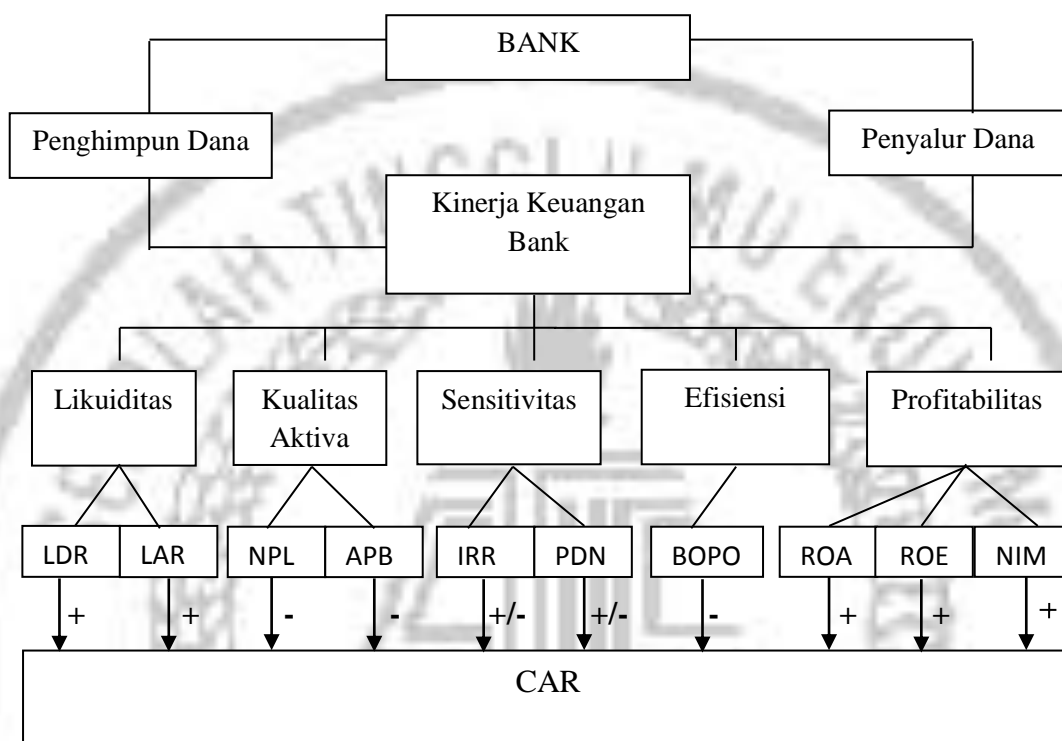 BANK
Penghimpun Dana
Penyalur Dana
Kinerja Keuangan
Bank
Likuiditas
Kualitas
Aktiva
Sensitivitas
Efisiensi
Profitabilitas
LDR LAR NPL APB IRR PDN BOPO ROA ROE NIM
+ + - - +/- +/- - + + +
CAR